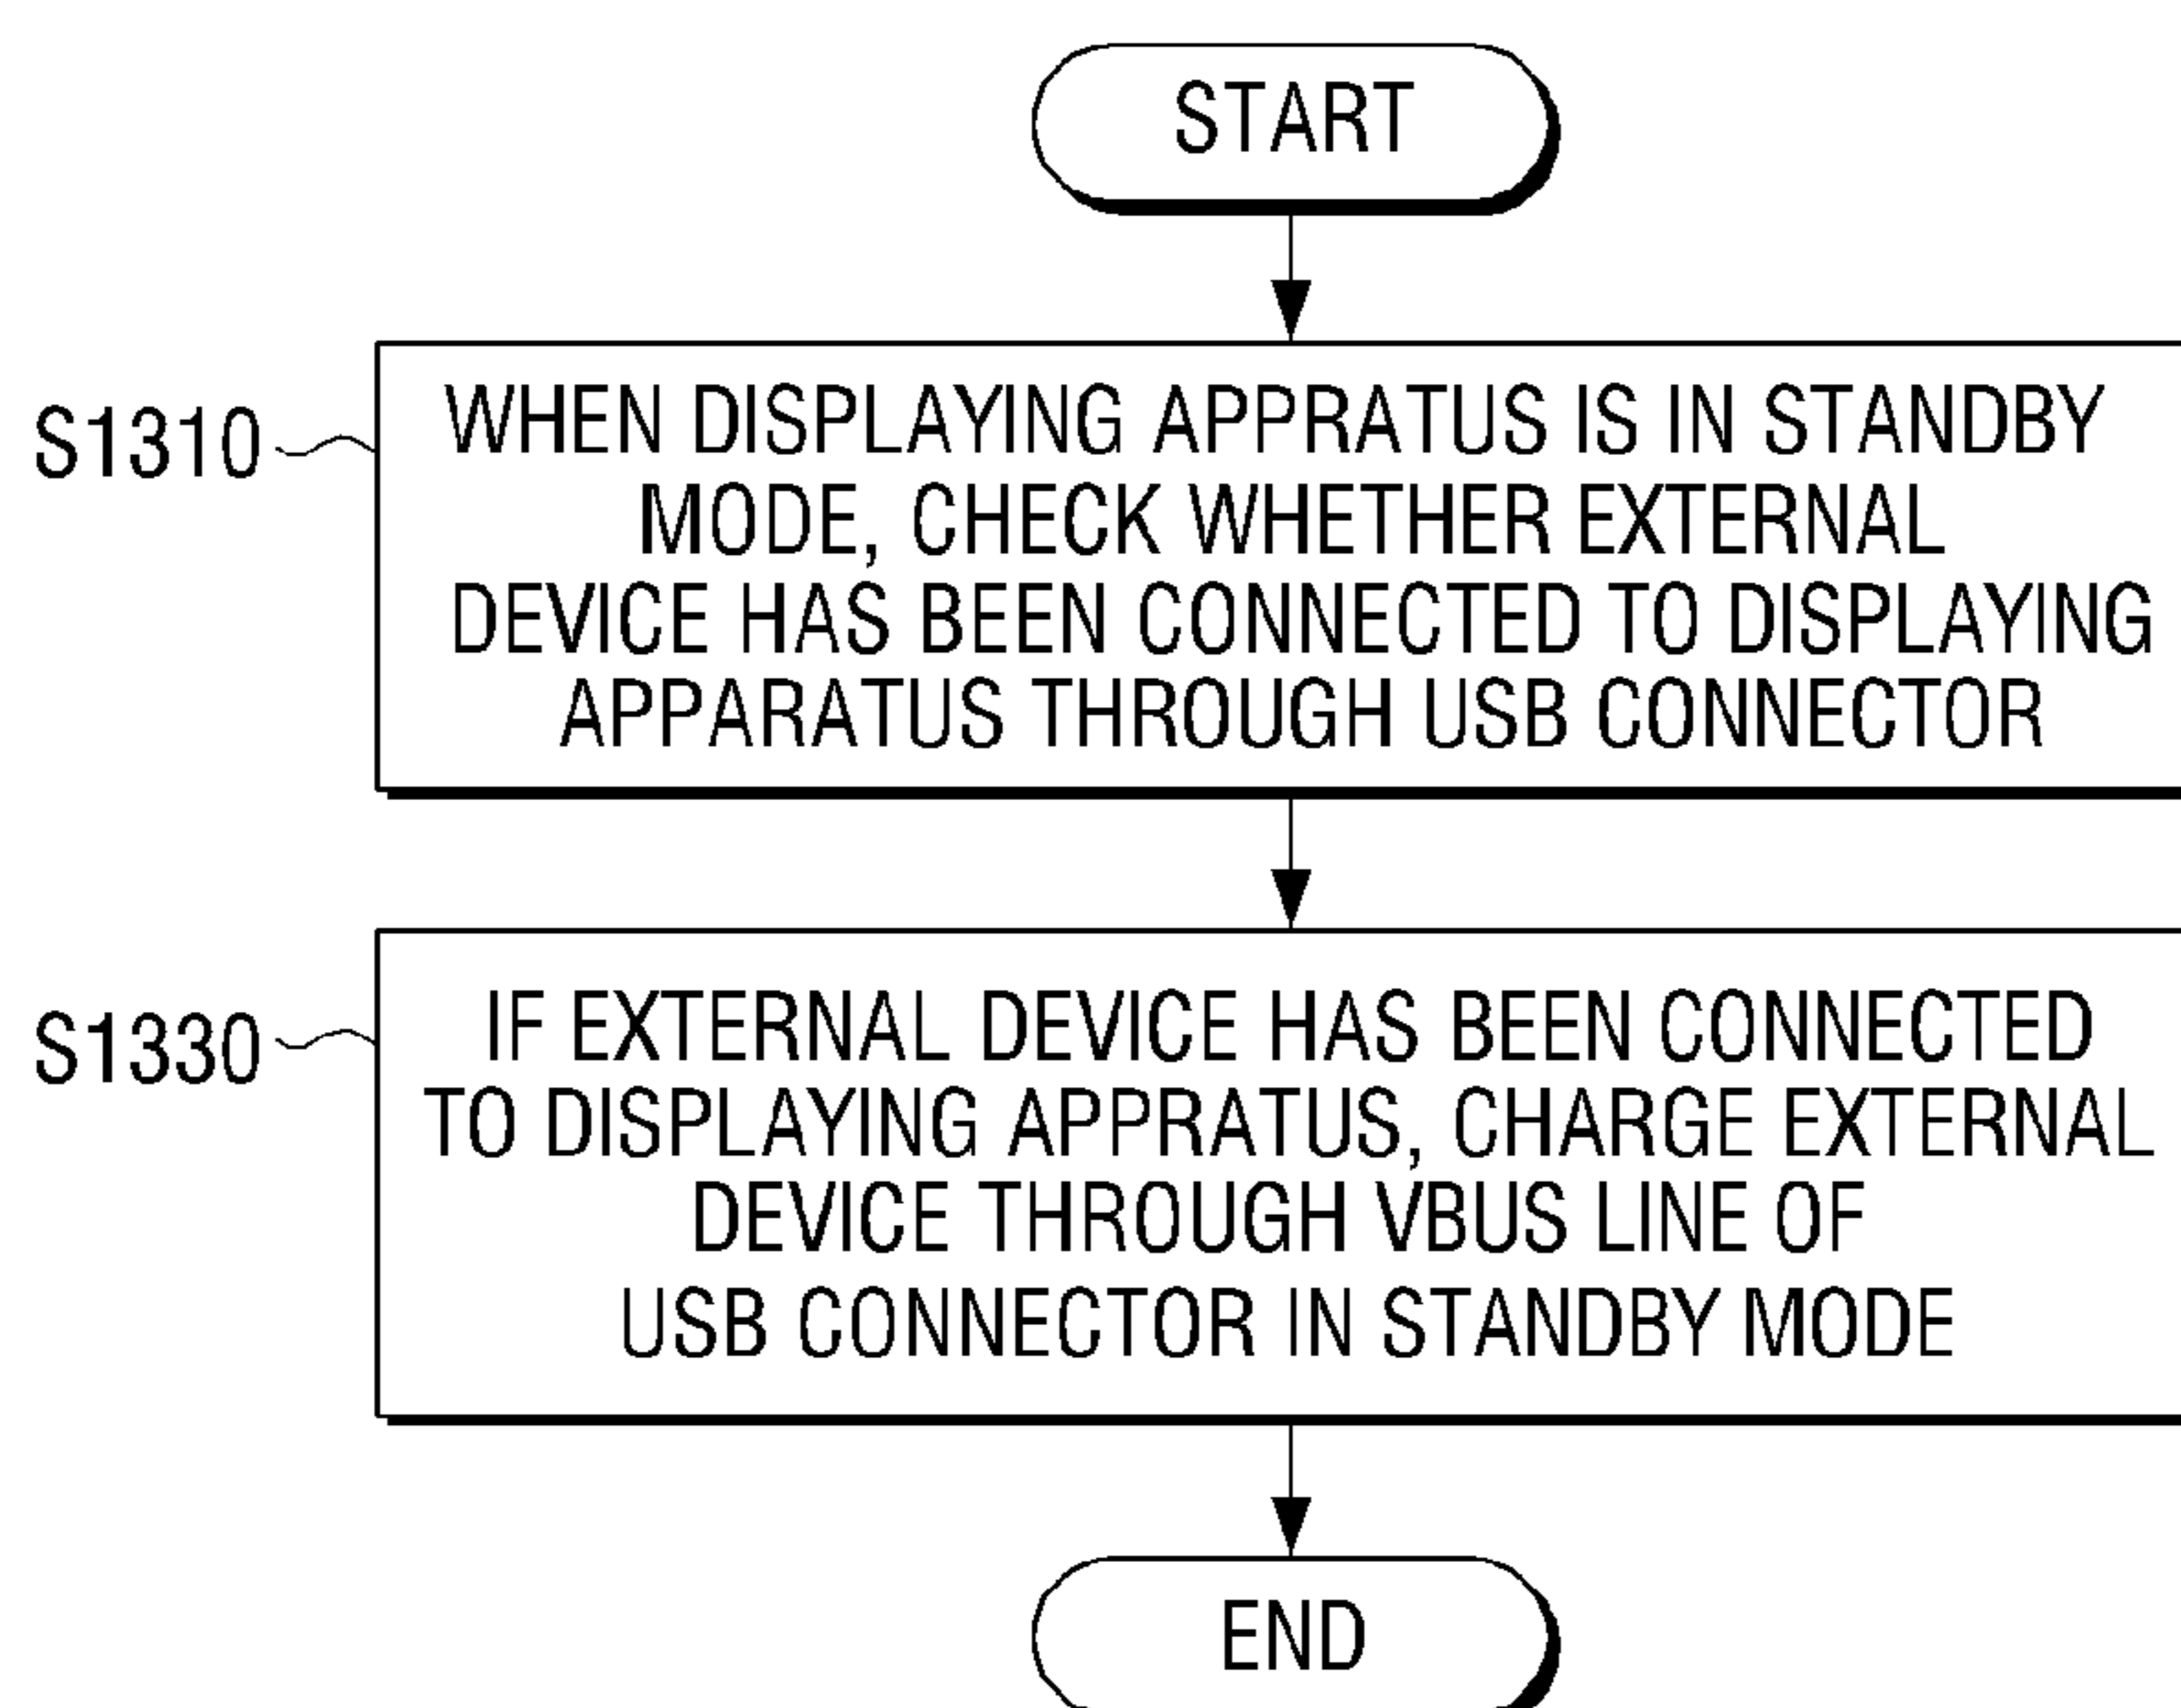 START
S1310
WHEN DISPLAYING APPRATUS IS IN STANDBY
MODE, CHECK WHETHER EXTERNAL
DEVICE HAS BEEN CONNECTED TO DISPLAYING
APPARATUS THROUGH USB CONNECTOR
S1330
IF EXTERNAL DEVICE HAS BEEN CONNECTED
TO DISPLAYING APPRATUS, CHARGE EXTERNAL
DEVICE THROUGH VBUS LINE OF
USB CONNECTOR IN STANDBY MODE
END